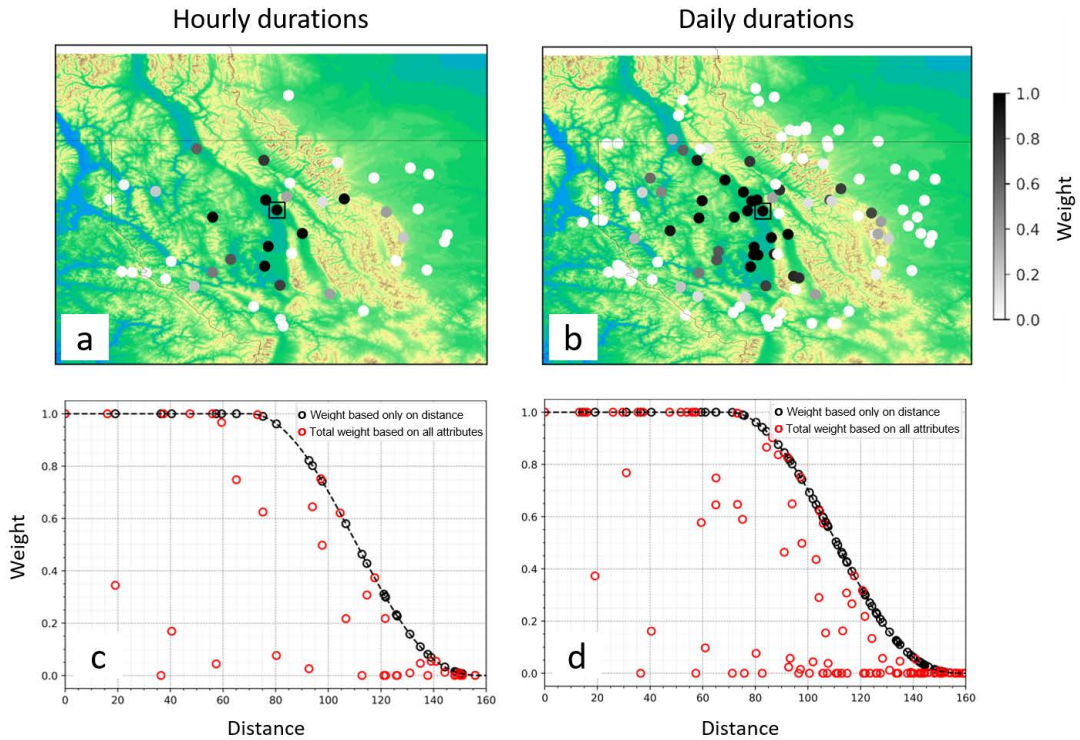 Hourly durations
Daily durations
a
b
1.0
0.8
0.6
0.4
0.2
0.0
Weight
1.0
0.8
0.6
0.4
0.2
0.0
Weight
Weight based only on distance
Total weight based on all attributes
c
0 20 40 60 80 100 120 140 160
Distance
1.0
0.8
0.6
0.4
0.2
0.0
Weight based only on distance
Total weight based on all attributes
d
0 20 40 60 80 100 120 140 160
Distance